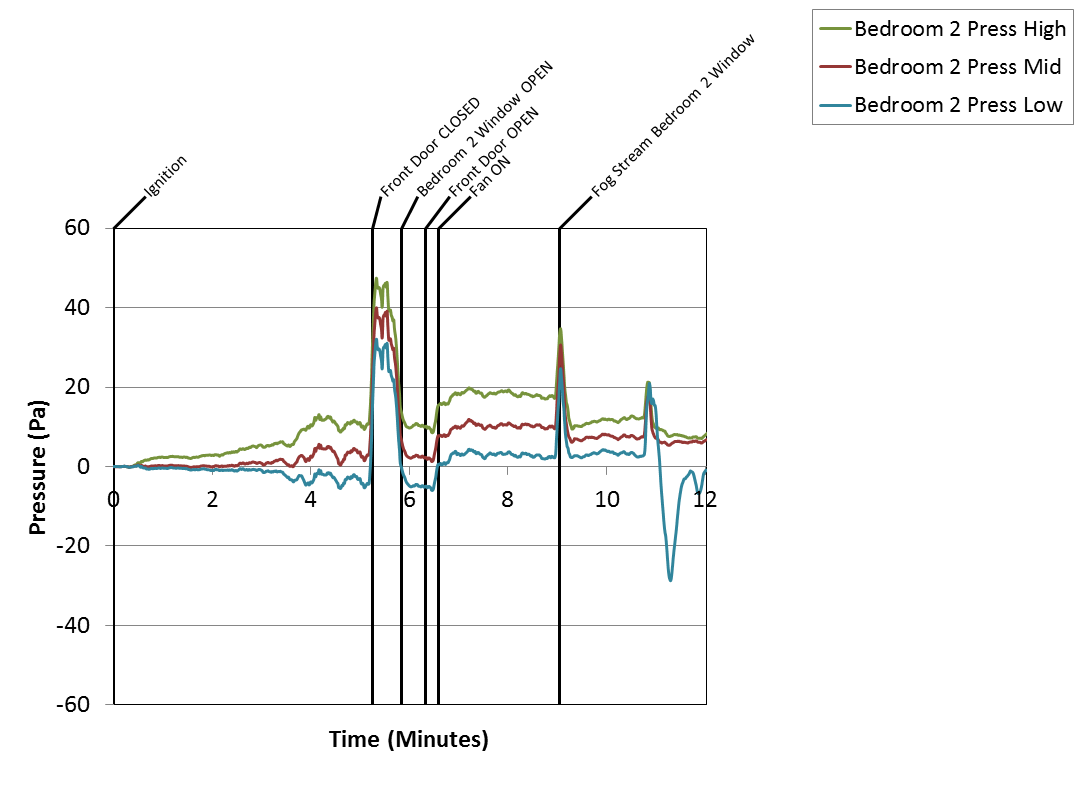 Bedroom 2 Press High
Bedroom 2 Press Mid
Bedroom 2 Press Low
Ignition
Front Door CLOSED
Bedroom 2 Window OPEN
Front Door OPEN
Fan ON
Fog Stream Bedroom 2 Window
60
40
20
0
-20
-40
-60
0 2 4 6 8 10 12
Pressure (Pa)
Time (Minutes)